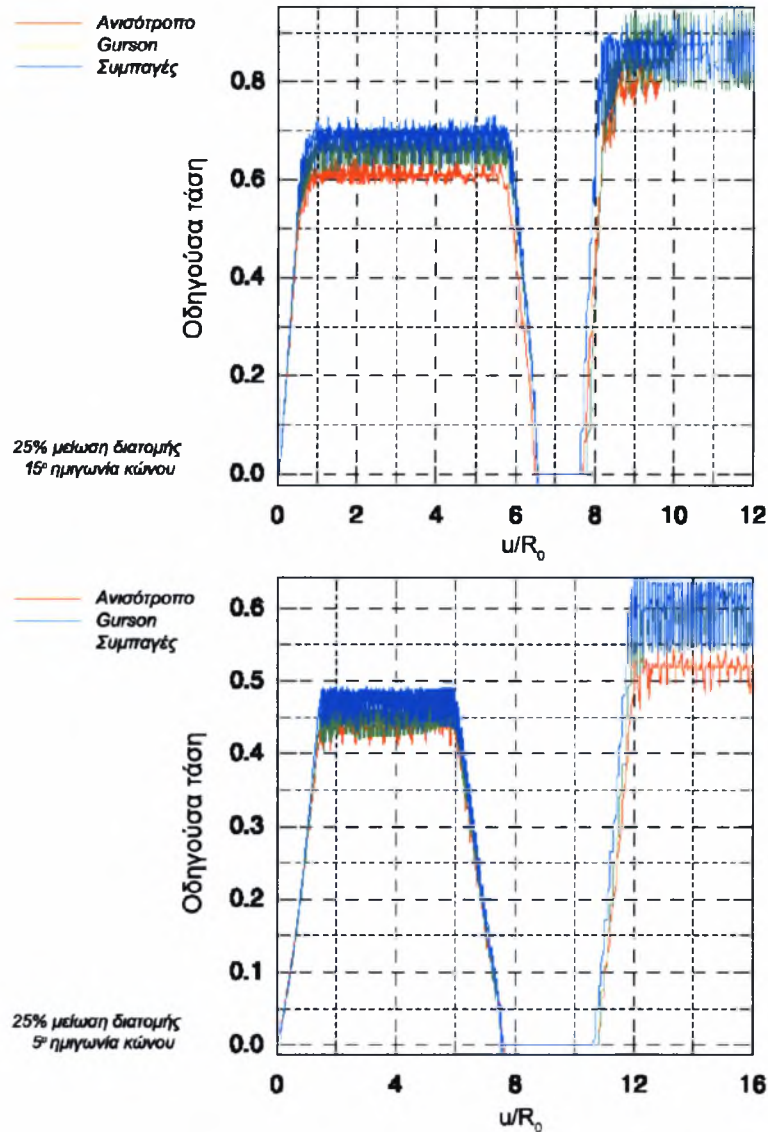 Ανισότροπο
Gurson
Συμπαγές
Οδηγούσα τάση
0.8
0.6
0.4
0.2
0.0
25% μείωση διατομής
15º ημιγωνία κώνου
0 2 4 6 8 10 12
u/R0
Ανισότροπο
Gurson
Συμπαγές
Οδηγούσα τάση
0.6
0.5
0.4
0.3
0.2
0.1
0.0
25% μείωση διατομής
5º ημιγωνία κώνου
0 4 8 12 16
u/R0